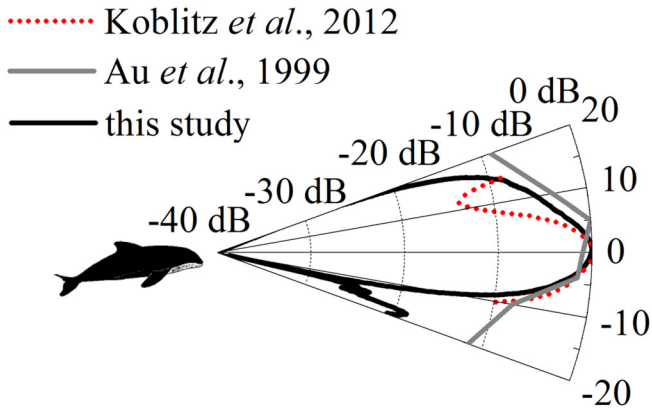 Koblitz et al., 2012
Au et al., 1999
this study
0 dB
-10 dB
-20 dB
-30 dB
-40 dB
20
10
0
-10
-20